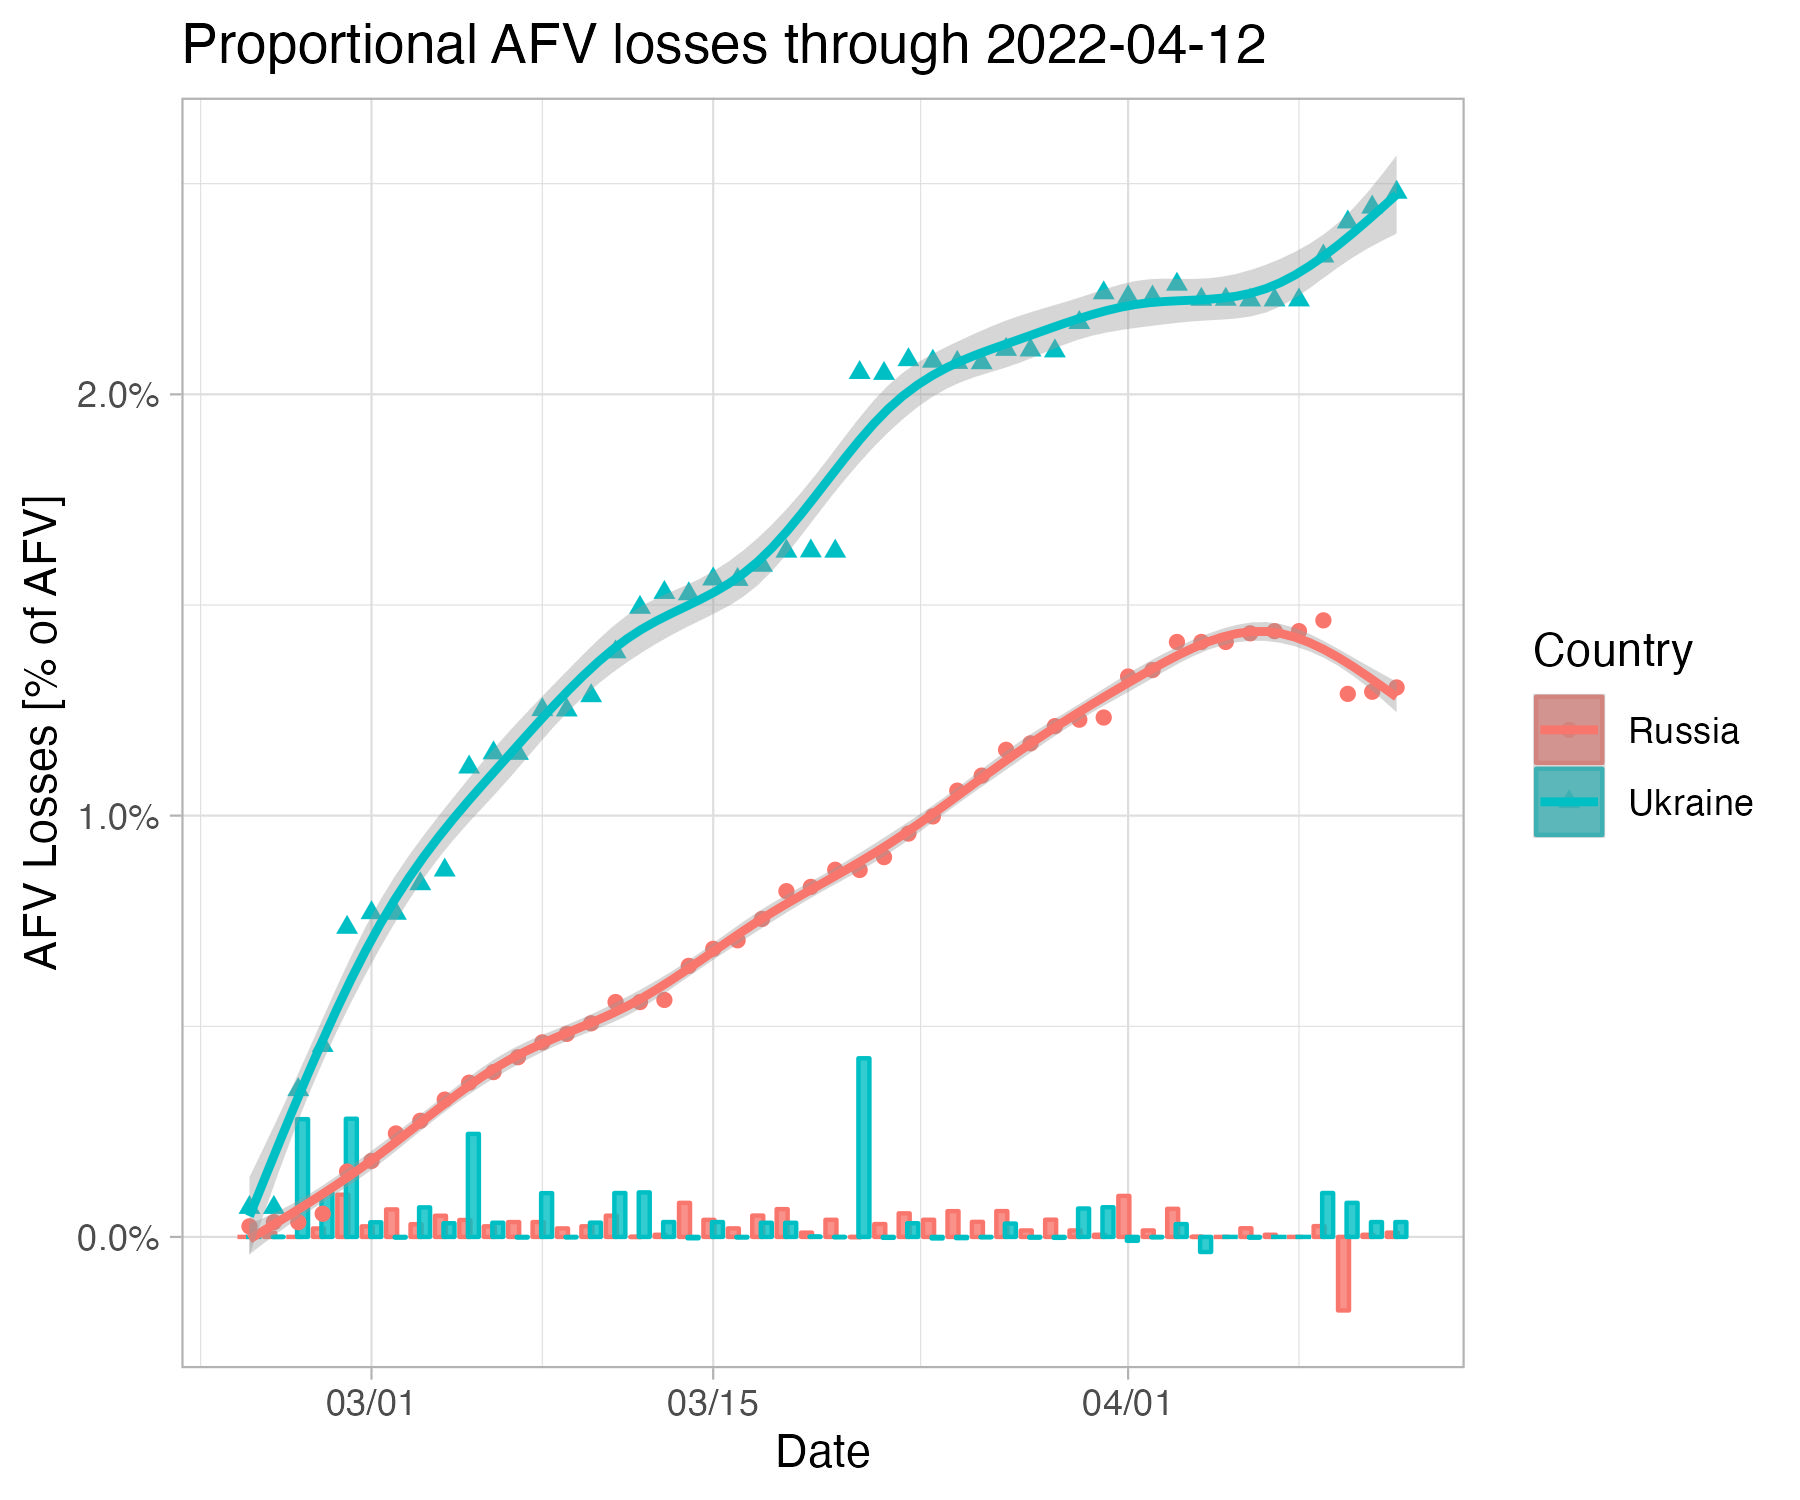 Proportional AFV losses through 2022-04-12
AFV Losses [% of AFV]
2.0%
1.0%
0.0%
03/01
03/15
04/01
Date
Country
Russia
Ukraine